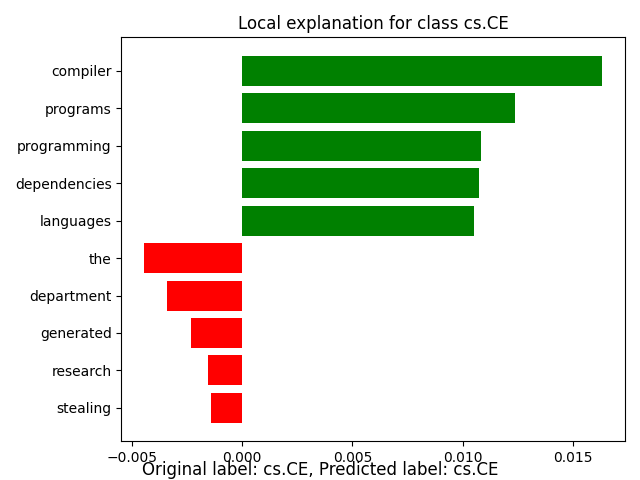 Local explanation for class cs.CE
compiler
programs
programming
dependencies
languages
the
department
generated
research
stealing
−0.005 0.000 0.005 0.010 0.015
Original label: cs.CE, Predicted label: cs.CE